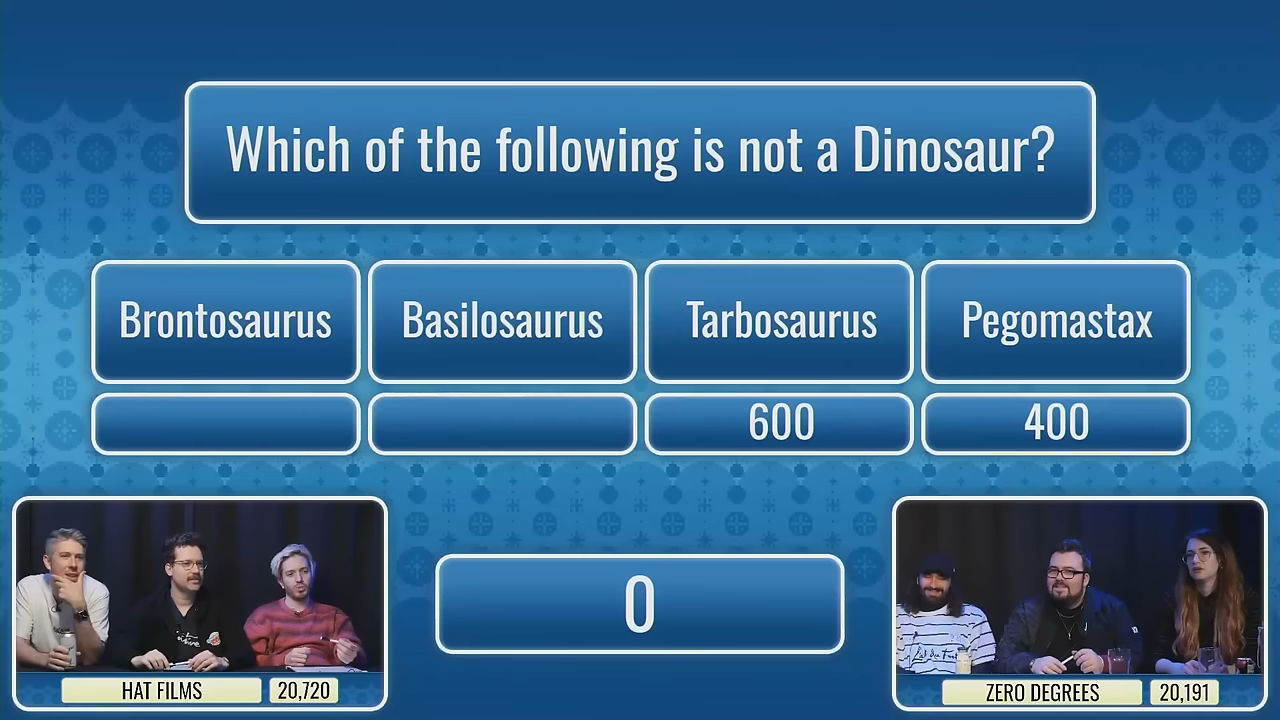 Which of the following is not a Dinosaur?
Brontosaurus
Basilosaurus
Tarbosaurus
Pegomastax
600
400
0
HAT FILMS
20,720
ZERO DEGREES
20,191